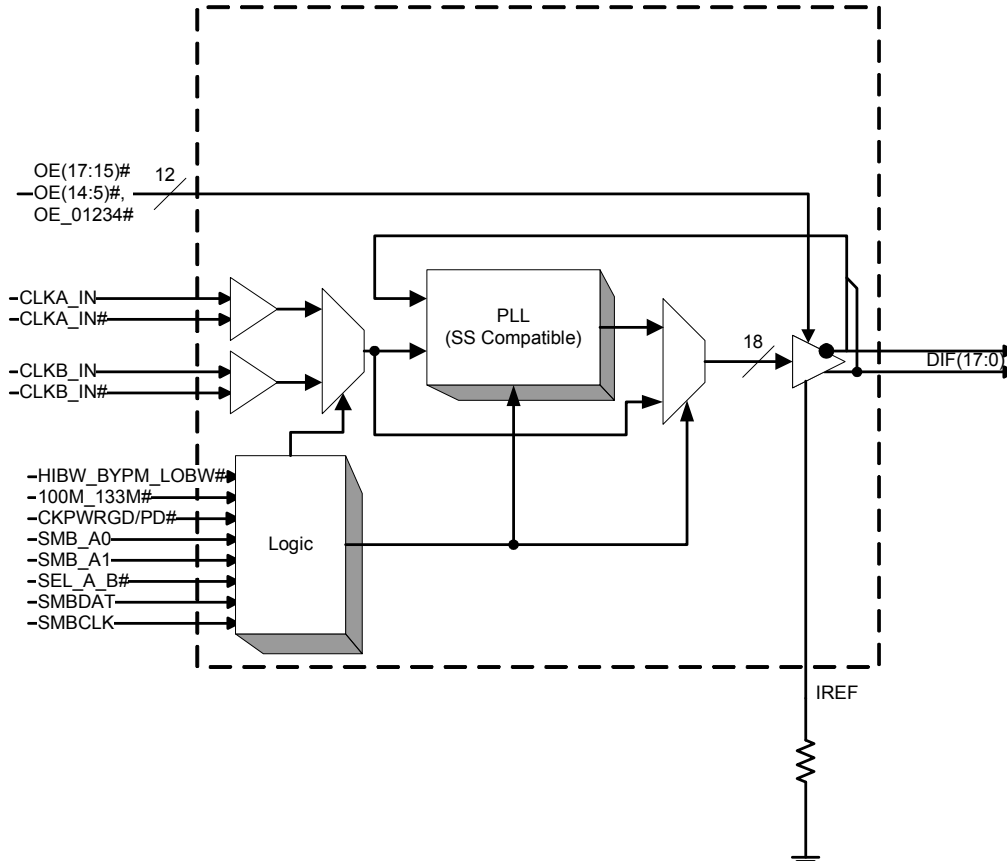 OE(17:15)#
12
OE(14:5)#,
OE_01234#
CLKA_IN
CLKA_IN#
PLL
(SS Compatible)
18
CLKB_IN
CLKB_IN#
DIF(17:0)
HIBW_BYPM_LOBW#
100M_133M#
CKPWRGD/PD#
SMB_A0
SMB_A1
SEL_A_B#
SMBDAT
SMBCLK
Logic
IREF